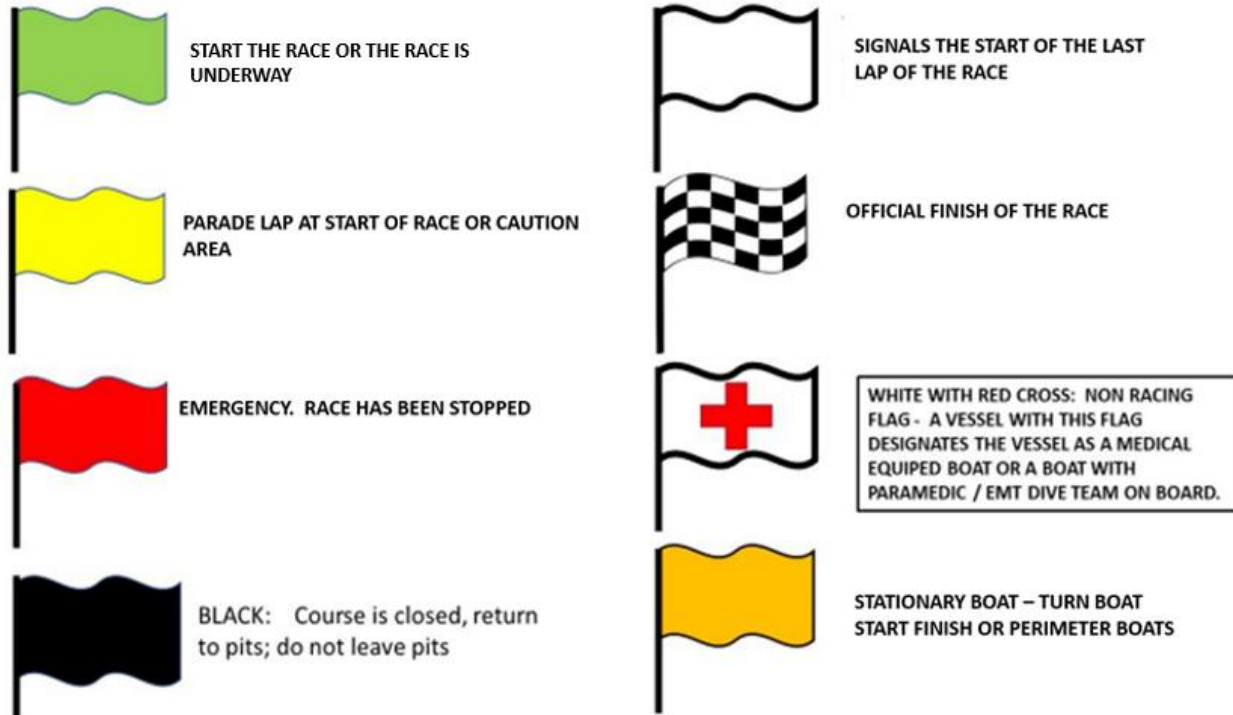 START THE RACE OR THE RACE IS
UNDERWAY
PARADE LAP AT START OF RACE OR CAUTION
AREA
EMERGENCY.  RACE HAS BEEN STOPPED
BLACK:    Course is closed, return
to pits; do not leave pits
SIGNALS THE START OF THE LAST
LAP OF THE RACE
OFFICIAL FINISH OF THE RACE
WHITE WITH RED CROSS: NON RACING
FLAG -  A VESSEL WITH THIS FLAG
DESIGNATES THE VESSEL AS A MEDICAL
EQUIPED BOAT OR A BOAT WITH
PARAMEDIC / EMT DIVE TEAM ON BOARD.
STATIONARY BOAT – TURN BOAT
START FINISH OR PERIMETER BOATS